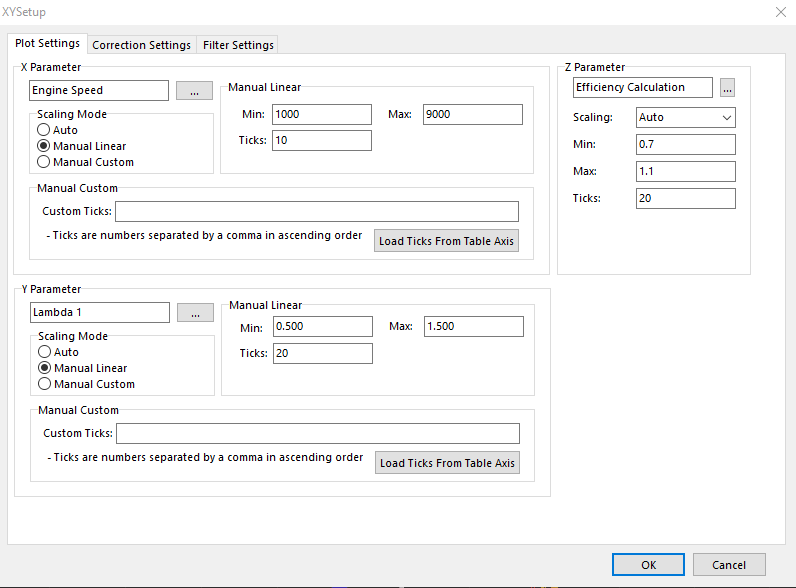 XYSetup
Plot Settings Correction Settings Filter Settings
X Parameter
Engine Speed ...
Scaling Mode
Auto
Manual Linear
Manual Custom
Manual Linear
Min: 1000 Max: 9000
Ticks: 10
Manual Custom
Custom Ticks:
- Ticks are numbers separated by a comma in ascending order
Load Ticks From Table Axis
Z Parameter
Efficiency Calculation ...
Scaling: Auto
Min: 0.7
Max: 1.1
Ticks: 20
Y Parameter
Lambda 1 ...
Scaling Mode
Auto
Manual Linear
Manual Custom
Manual Linear
Min: 0.500 Max: 1.500
Ticks: 20
Manual Custom
Custom Ticks:
- Ticks are numbers separated by a comma in ascending order
Load Ticks From Table Axis
OK Cancel